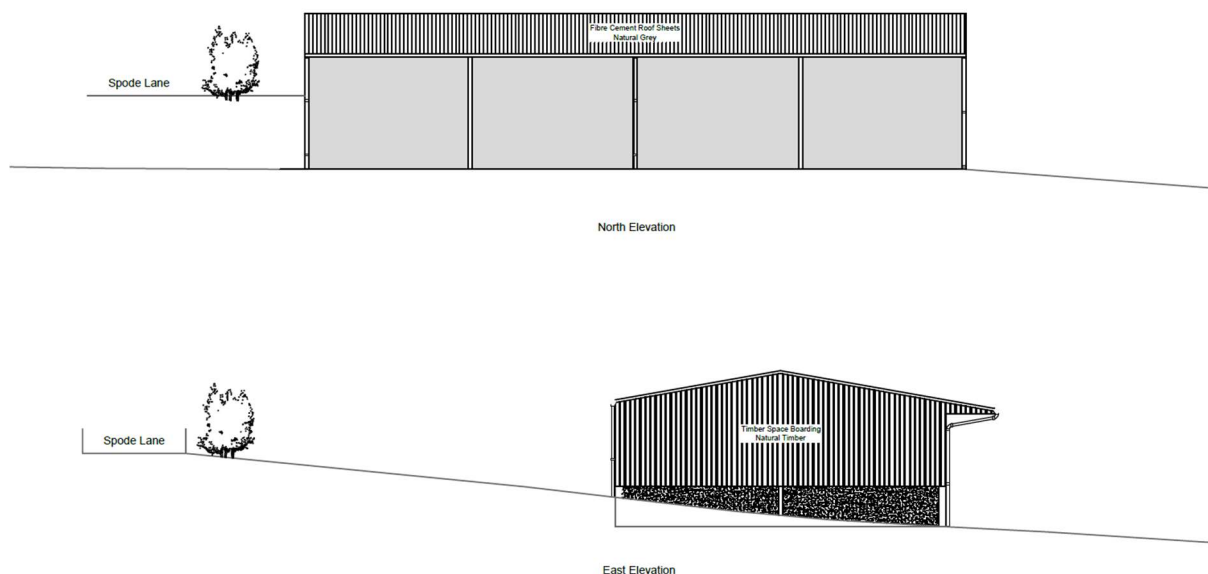 Fibre Cement Roof Sheets
Natural Grey
Spode Lane
North Elevation
Spode Lane
Timber Space Boarding
Natural Timber
East Elevation